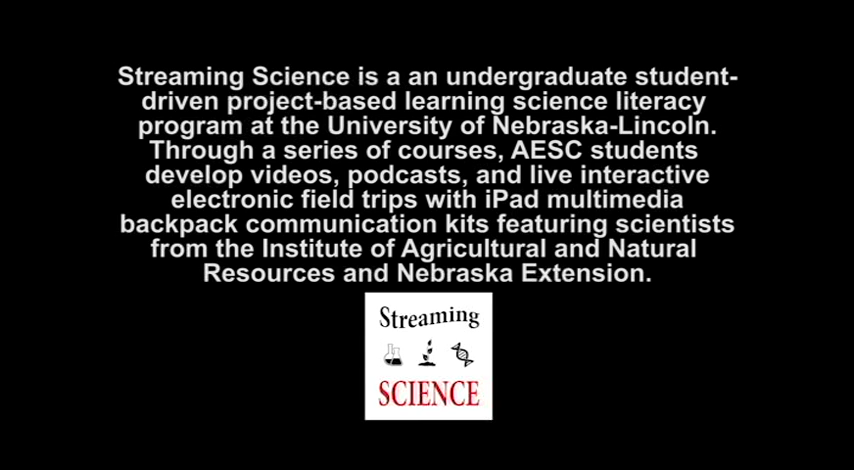 Streaming Science is a an undergraduate student-
driven project-based learning science literacy
program at the University of Nebraska-Lincoln.
Through a series of courses, AESC students
develop videos, podcasts, and live interactive
electronic field trips with iPad multimedia
backpack communication kits featuring scientists
from the Institute of Agricultural and Natural
Resources and Nebraska Extension.
Streaming
SCIENCE